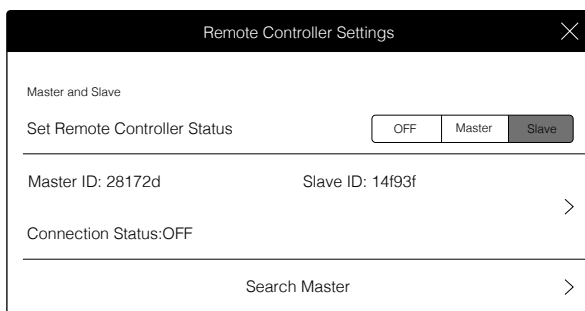 Remote Controller Settings
Master and Slave
Set Remote Controller Status OFF Master Slave
Master ID: 28172d Slave ID: 14f93f
Connection Status:OFF
Search Master